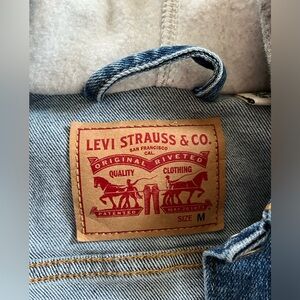 LEVI STRAUSS & CO.
SAN FRANCISCO
CAL.
ORIGINAL RIVETED
QUALITY CLOTHING
PATENTED
SIZE M